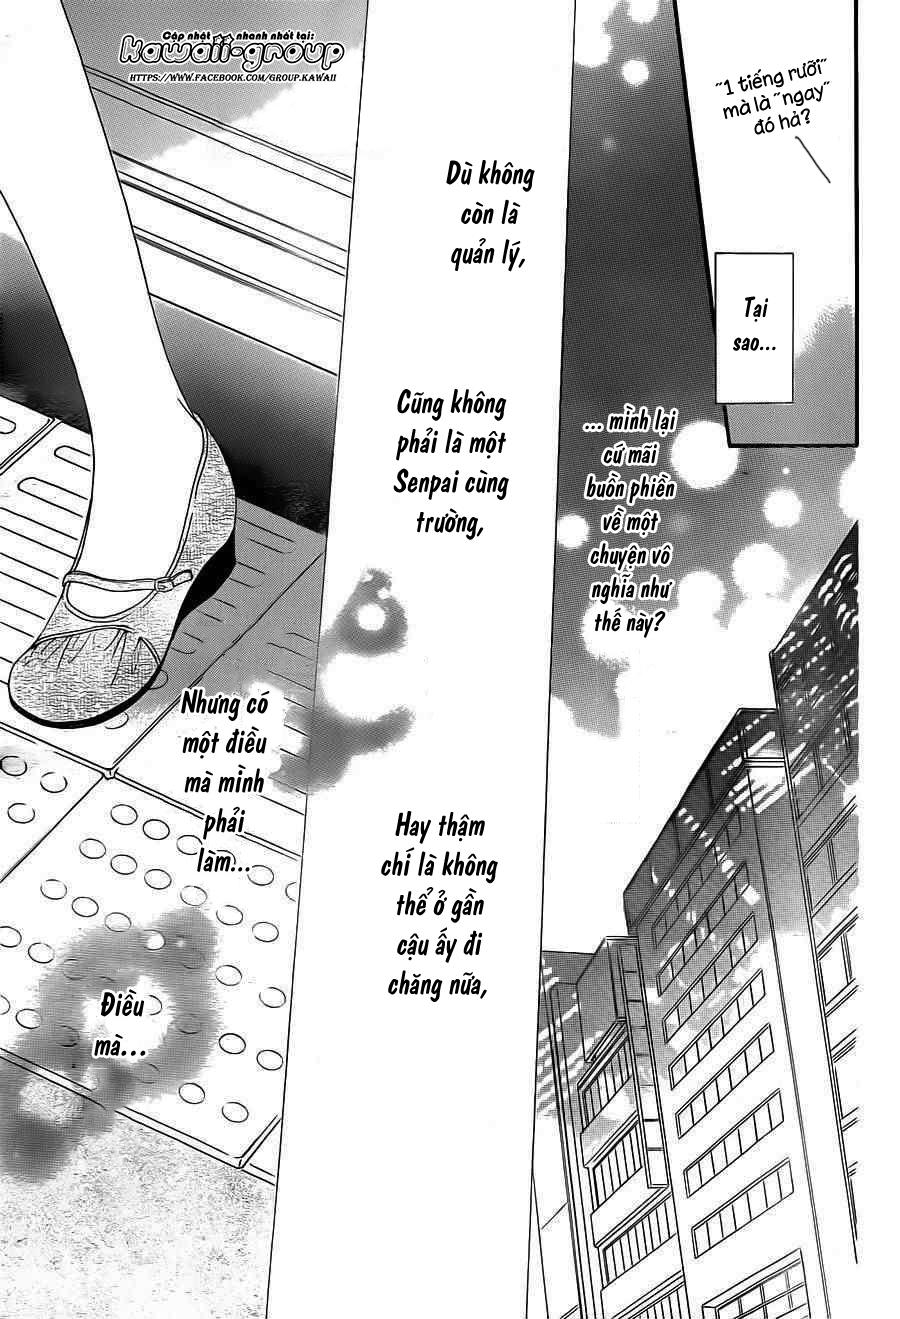 Cập nhật nhanh nhất tại:
kawaii-group
HTTPS://WWW.FACEBOOK.COM/GROUP.KAWAII
"1 tiếng rưỡi"
mà là "ngay"
đó hả?
Tại
sao...
... mình lại
cứ mãi
buồn phiền
về một
chuyện vô
nghĩa như
thế này?
Dù không
còn là
quản lý,
Cũng không
phải là một
Senpai cùng
trường,
Hay thậm
chí là không
thể ở gần
cậu ấy đi
chăng nữa,
Nhưng có
một điều
mà mình
phải
làm...
Điều
mà...